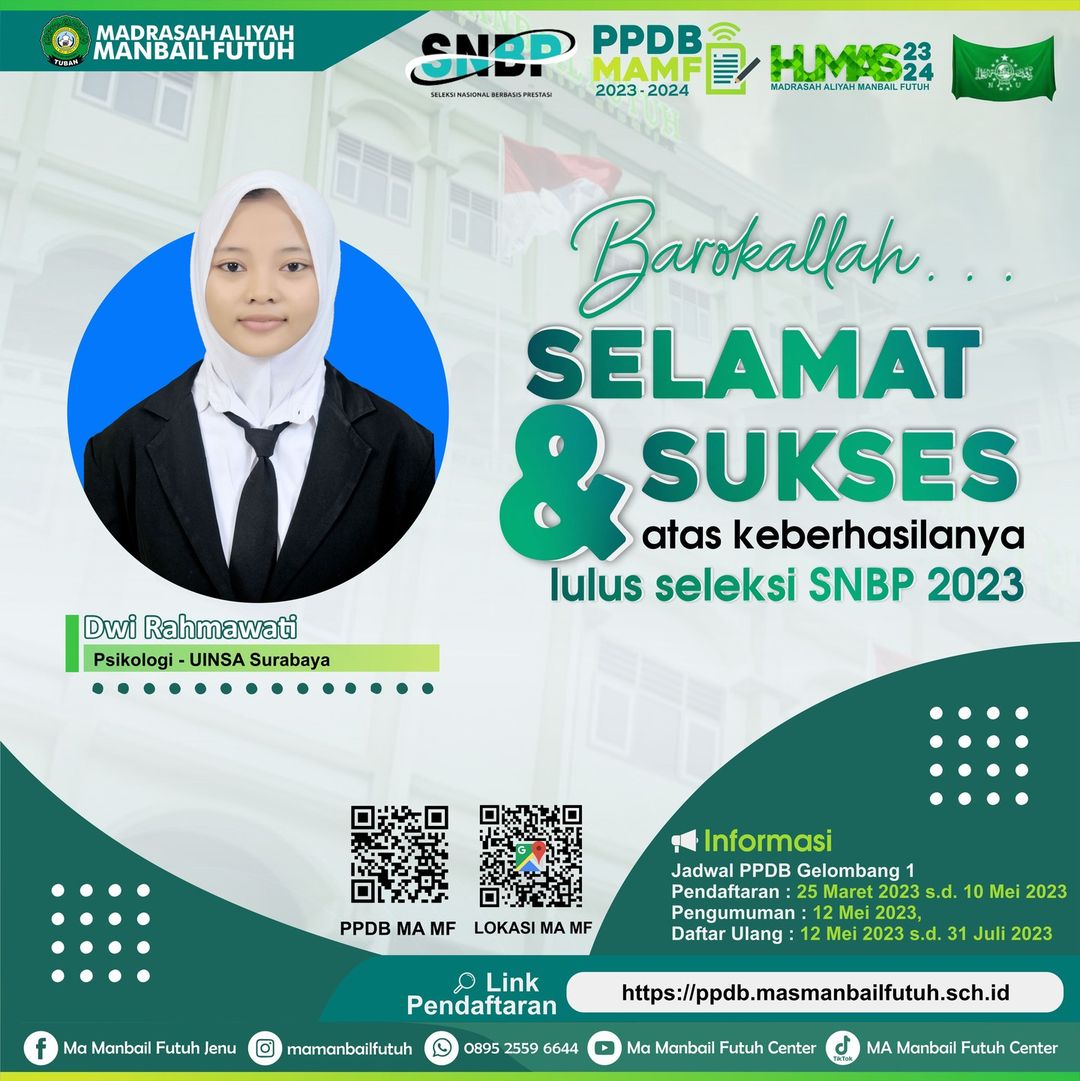 MADRASAH ALIYAH
MANBAIL FUTUH
TUBAN
SNBP
SELEKSI NASIONAL BERBASIS PRESTASI
PPDB
MAMF
2023 - 2024
HUMAS 23
24
MADRASAH ALIYAH MANBAIL FUTUH
N U
Barokallah . . .
SELAMAT
& SUKSES
atas keberhasilanya
lulus seleksi SNBP 2023
Dwi Rahmawati
Psikologi - UINSA Surabaya
PPDB MA MF
LOKASI MA MF
Informasi
Jadwal PPDB Gelombang 1
Pendaftaran : 25 Maret 2023 s.d. 10 Mei 2023
Pengumuman : 12 Mei 2023,
Daftar Ulang : 12 Mei 2023 s.d. 31 Juli 2023
Link
Pendaftaran
https://ppdb.masmanbailfutuh.sch.id
Ma Manbail Futuh Jenu
mamanbailfutuh
0895 2559 6644
Ma Manbail Futuh Center
TikTok
MA Manbail Futuh Center